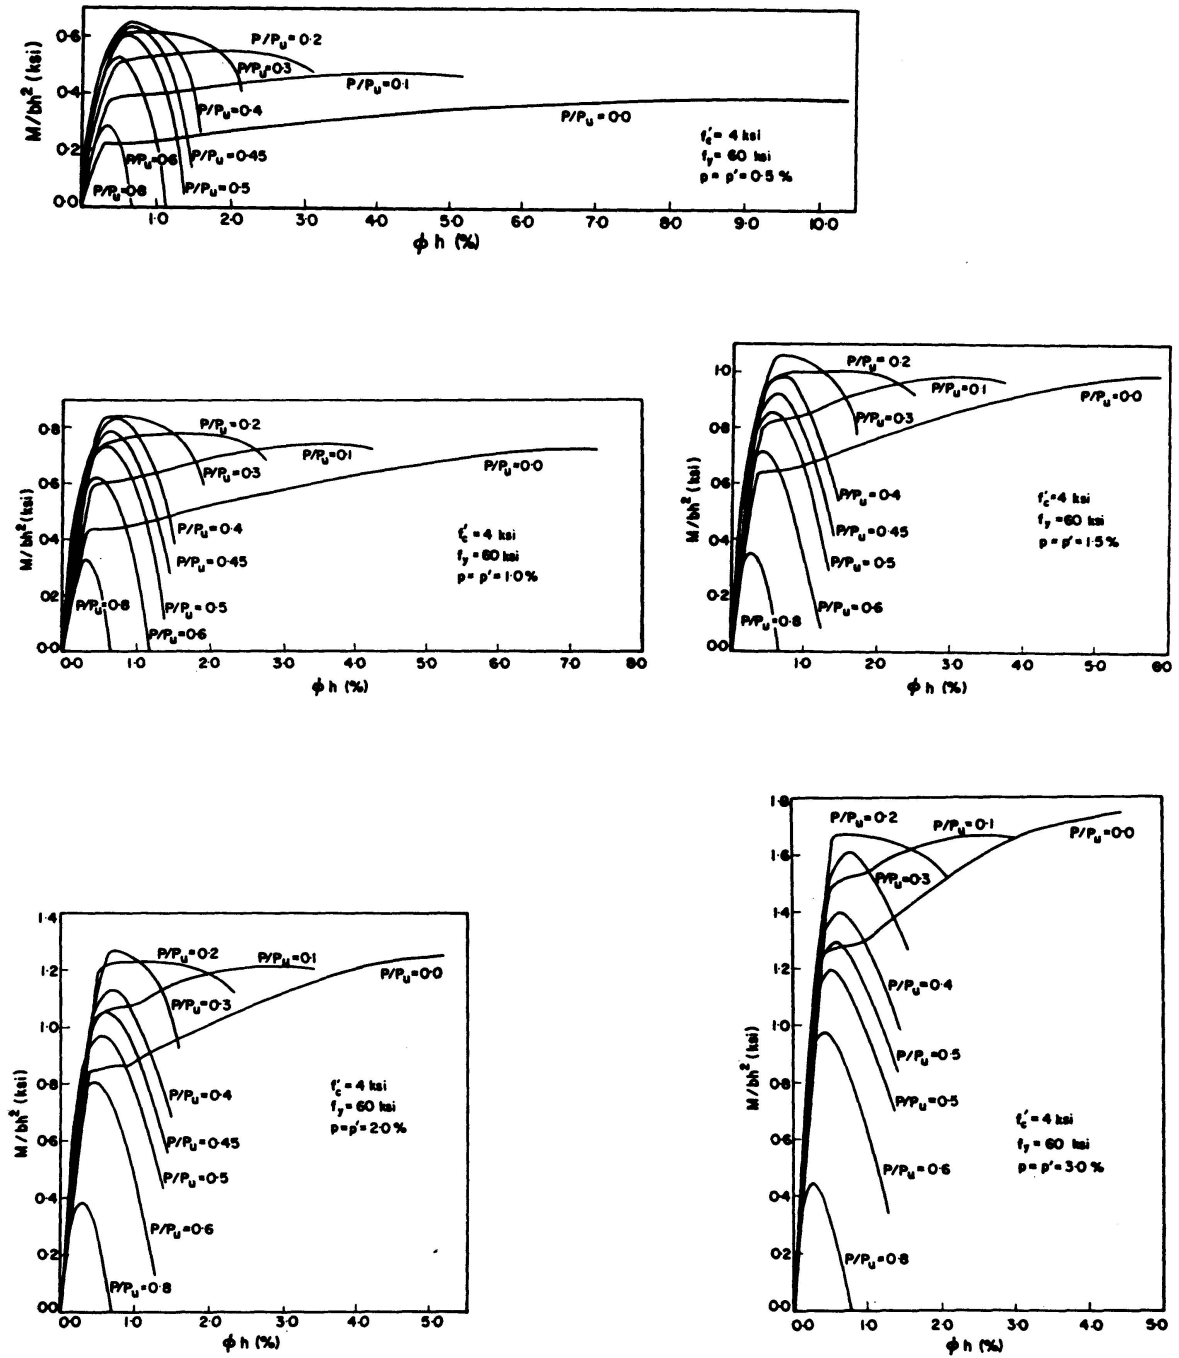 M/bh² (ksi)
0·6
0·4
0·2
0·0
P/Pu = 0·2
P/Pu=0·3
P/Pu=0·1
P/Pu=0·4
P/Pu=0·0
P/Pu=0·6
P/Pu=0·45
P/Pu=0·8
P/Pu=0·5
f'c = 4 ksi
fy = 60 ksi
p = p' = 0·5 %
1·0 2·0 3·0 4·0 5·0 6·0 7·0 8·0 9·0 10·0
ϕ h (%)
M/bh² (ksi)
0·8
0·6
0·4
0·2
0·0
P/Pu=0·2
P/Pu=0·1
P/Pu=0·3
P/Pu=0·0
P/Pu=0·4
P/Pu=0·45
P/Pu=0·8
P/Pu=0·5
P/Pu=0·6
f'c = 4 ksi
fy = 60 ksi
p = p' = 1·0 %
0·0 1·0 2·0 3·0 4·0 5·0 6·0 7·0 8·0
ϕ h (%)
M/bh² (ksi)
1·0
0·8
0·6
0·4
0·2
0·0
P/Pu=0·2
P/Pu=0·1
P/Pu=0·0
P/Pu=0·3
P/Pu=0·4
P/Pu=0·45
P/Pu=0·5
P/Pu=0·6
P/Pu=0·8
f'c=4 ksi
fy = 60 ksi
p = p' = 1·5 %
1·0 2·0 3·0 4·0 5·0 6·0
ϕ h (%)
M/bh² (ksi)
1·4
1·2
1·0
0·8
0·6
0·4
0·2
0·0
P/Pu=0·2
P/Pu=0·1
P/Pu=0·0
P/Pu=0·3
P/Pu=0·4
P/Pu=0·45
P/Pu=0·5
P/Pu=0·6
P/Pu=0·8
f'c = 4 ksi
fy = 60 ksi
p=p' = 2·0 %
0·0 1·0 2·0 3·0 4·0 5·0
ϕ h (%)
M/bh² (ksi)
1·8
1·6
1·4
1·2
1·0
0·8
0·6
0·4
0·2
0·0
P/Pu=0·2
P/Pu=0·1
P/Pu=0·0
P/Pu=0·3
P/Pu=0·4
P/Pu=0·5
P/Pu=0·5
P/Pu=0·6
P/Pu=0·8
f'c = 4 ksi
fy = 60 ksi
p = p' = 3·0 %
0·0 1·0 2·0 3·0 4·0 5·0
ϕ h (%)